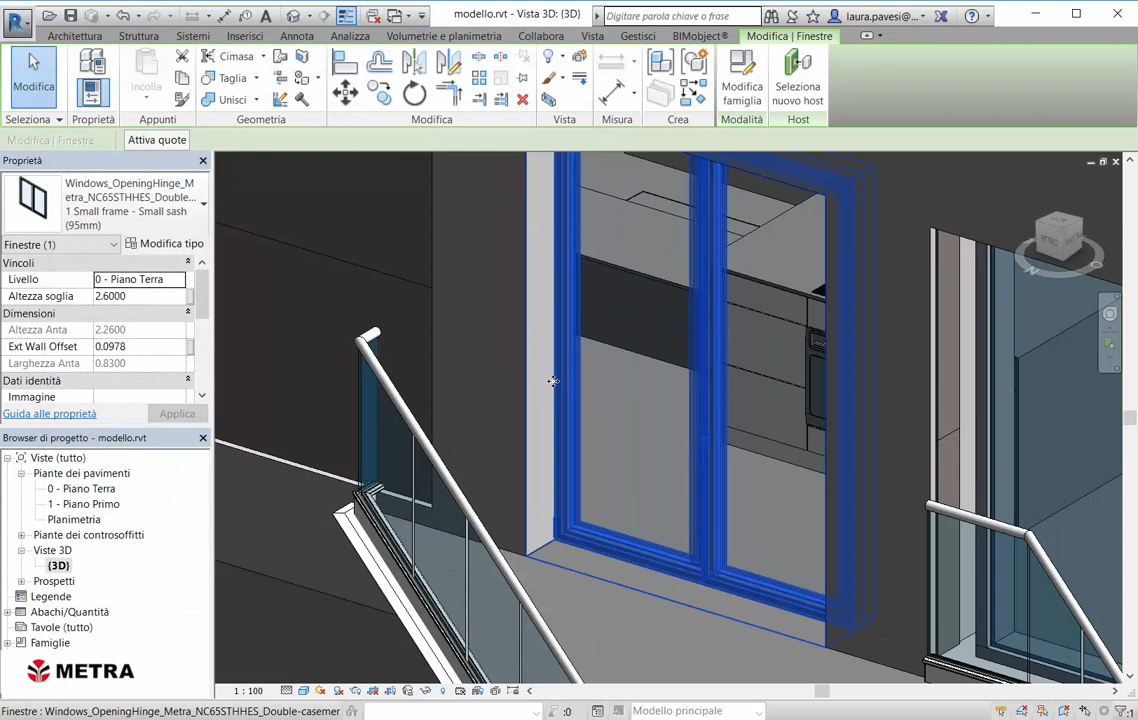 modello.rvt - Vista 3D: {3D}
Digitare parola chiave o frase
laura.pavesi@...
Architettura Struttura Sistemi Inserisci Annota Analizza Volumetrie e planimetria Collabora Vista Gestisci BIMobject® Modifica | Finestre
Modifica
Incolla
Cimasa
Taglia
Unisci
Modifica famiglia
Seleziona nuovo host
Seleziona Proprietà Appunti Geometria Modifica Vista Misura Crea Modalità Host
Modifica | Finestre Attiva quote
Proprietà
Windows_OpeningHinge_M
etra_NC65STHHES_Double...
1 Small frame - Small sash
(95mm)
Finestre (1) Modifica tipo
Vincoli
Livello 0 - Piano Terra
Altezza soglia 2.6000
Dimensioni
Altezza Anta 2.2600
Ext Wall Offset 0.0978
Larghezza Anta 0.8300
Dati identità
Immagine
Guida alle proprietà Applica
Browser di progetto - modello.rvt
Viste (tutto)
Piante dei pavimenti
0 - Piano Terra
1 - Piano Primo
Planimetria
Piante dei controsoffitti
Viste 3D
{3D}
Prospetti
Legende
Abachi/Quantità
Tavole (tutto)
Famiglie
METRA
1 : 100
Finestre : Windows_OpeningHinge_Metra_NC65STHHES_Double-casemer :0 Modello principale :1